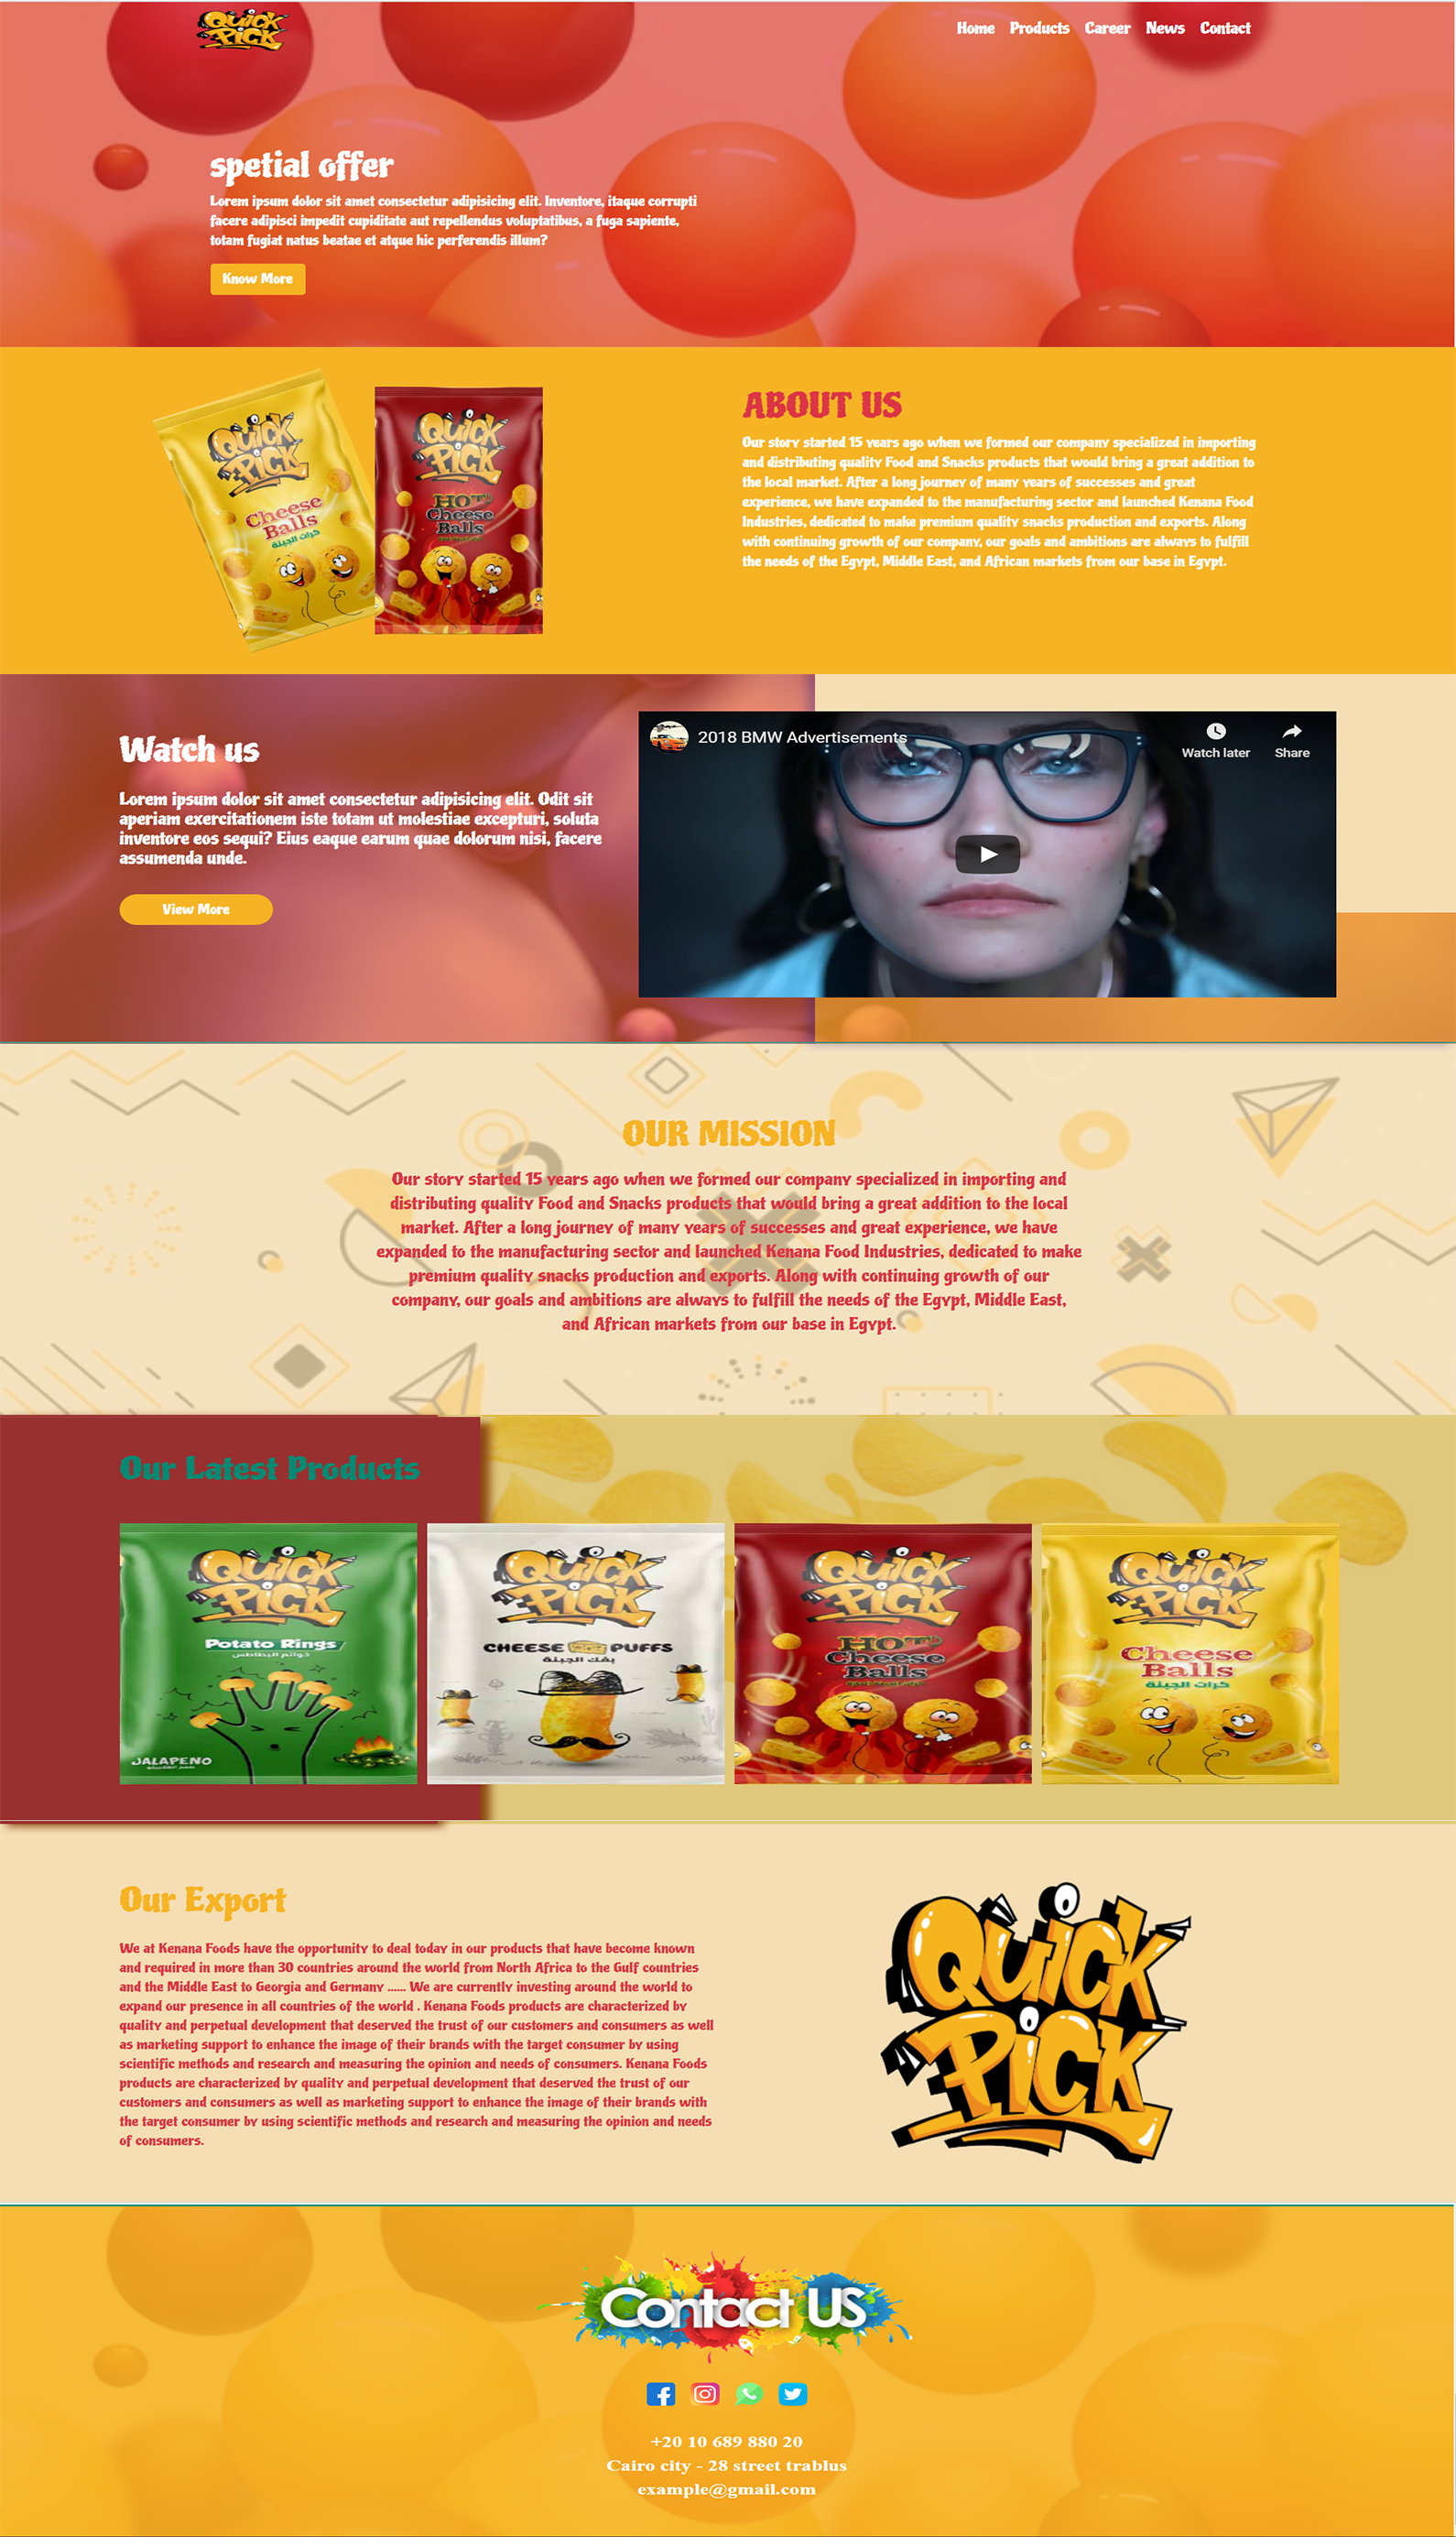 QUICK
PICK
Home Products Career News Contact
spetial offer
Lorem ipsum dolor sit amet consectetur adipisicing elit. Inventore, itaque corrupti
facere adipisci impedit cupiditate aut repellendus voluptatibus, a fuga sapiente,
totam fugiat natus beatae et atque hic perferendis illum?
Know More
QUICK
PICK
Cheese
Balls
كرات الجبنة
QUICK
PICK
HOT
Cheese
Balls
ABOUT US
Our story started 15 years ago when we formed our company specialized in importing
and distributing quality Food and Snacks products that would bring a great addition to
the local market. After a long journey of many years of successes and great
experience, we have expanded to the manufacturing sector and launched Kenana Food
Industries, dedicated to make premium quality snacks production and exports. Along
with continuing growth of our company, our goals and ambitions are always to fulfill
the needs of the Egypt, Middle East, and African markets from our base in Egypt.
Watch us
Lorem ipsum dolor sit amet consectetur adipisicing elit. Odit sit
aperiam exercitationem iste totam ut molestiae excepturi, soluta
inventore eos sequi? Eius eaque earum quae dolorum nisi, facere
assumenda unde.
View More
2018 BMW Advertisements
Watch later
Share
OUR MISSION
Our story started 15 years ago when we formed our company specialized in importing and
distributing quality Food and Snacks products that would bring a great addition to the local
market. After a long journey of many years of successes and great experience, we have
expanded to the manufacturing sector and launched Kenana Food Industries, dedicated to make
premium quality snacks production and exports. Along with continuing growth of our
company, our goals and ambitions are always to fulfill the needs of the Egypt, Middle East,
and African markets from our base in Egypt.
Our Latest Products
QUICK
PICK
Potato Rings
خواتم البطاطس
JALAPENO
QUICK
PICK
CHEESE PUFFS
بفك الجبنة
QUICK
PICK
HOT
Cheese
Balls
QUICK
PICK
Cheese
Balls
كرات الجبنة
Our Export
We at Kenana Foods have the opportunity to deal today in our products that have become known
and required in more than 30 countries around the world from North Africa to the Gulf countries
and the Middle East to Georgia and Germany ...... We are currently investing around the world to
expand our presence in all countries of the world . Kenana Foods products are characterized by
quality and perpetual development that deserved the trust of our customers and consumers as well
as marketing support to enhance the image of their brands with the target consumer by using
scientific methods and research and measuring the opinion and needs of consumers. Kenana Foods
products are characterized by quality and perpetual development that deserved the trust of our
customers and consumers as well as marketing support to enhance the image of their brands with
the target consumer by using scientific methods and research and measuring the opinion and needs
of consumers.
QUICK
PICK
Contact US
+20 10 689 880 20
Cairo city - 28 street trablus
example@gmail.com